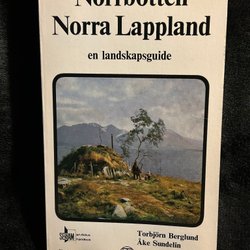 Norrbotten
Norra Lappland
en landskapsguide
Torbjörn Berglund
Åke Sundelin